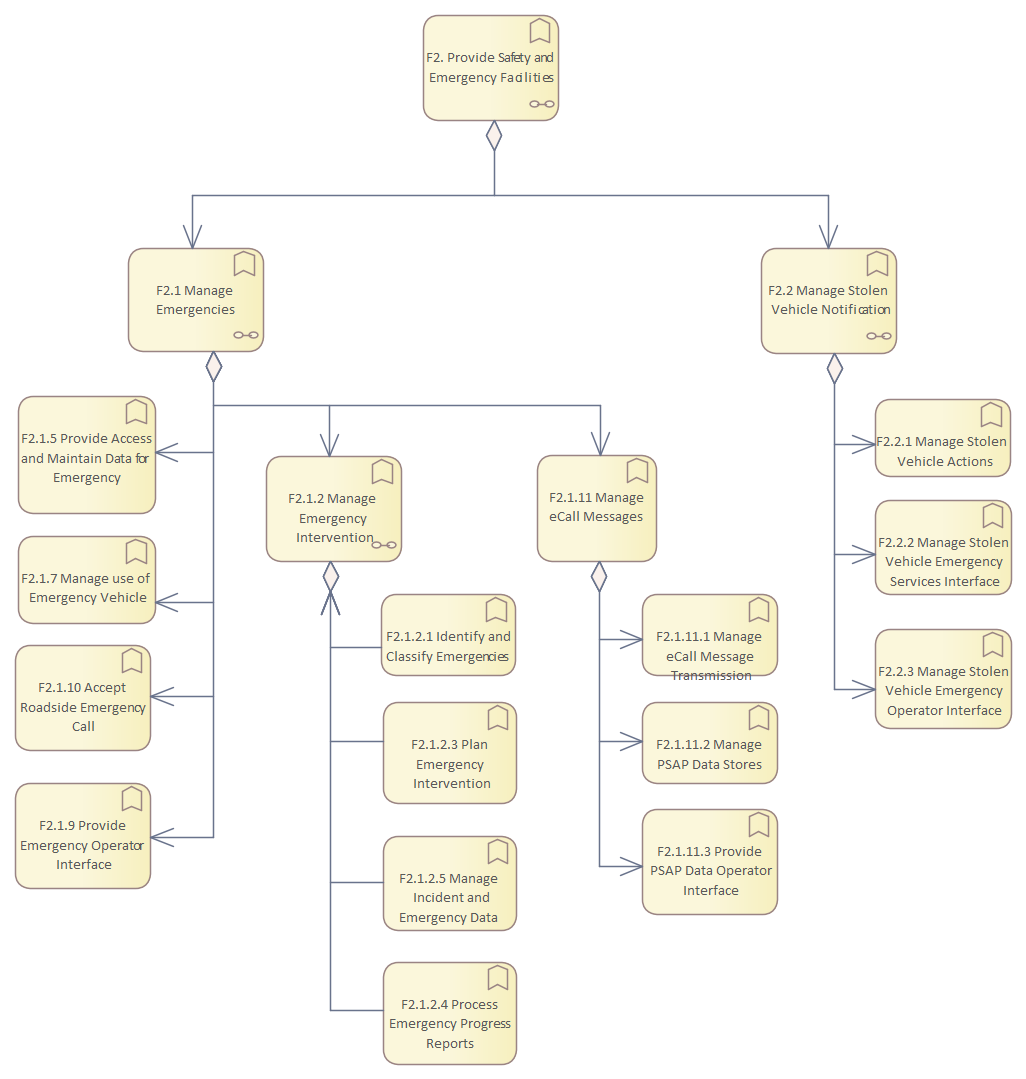 F2. Provide Safety and
Emergency Facilities
F2.1 Manage
Emergencies
F2.2 Manage Stolen
Vehicle Notification
F2.1.5 Provide Access
and Maintain Data for
Emergency
F2.1.7 Manage use of
Emergency Vehicle
F2.1.10 Accept
Roadside Emergency
Call
F2.1.9 Provide
Emergency Operator
Interface
F2.1.2 Manage
Emergency
Intervention
F2.1.2.1 Identify and
Classify Emergencies
F2.1.2.3 Plan
Emergency
Intervention
F2.1.2.5 Manage
Incident and
Emergency Data
F2.1.2.4 Process
Emergency Progress
Reports
F2.1.11 Manage
eCall Messages
F2.1.11.1 Manage
eCall Message
Transmission
F2.1.11.2 Manage
PSAP Data Stores
F2.1.11.3 Provide
PSAP Data Operator
Interface
F2.2.1 Manage Stolen
Vehicle Actions
F2.2.2 Manage Stolen
Vehicle Emergency
Services Interface
F2.2.3 Manage Stolen
Vehicle Emergency
Operator Interface